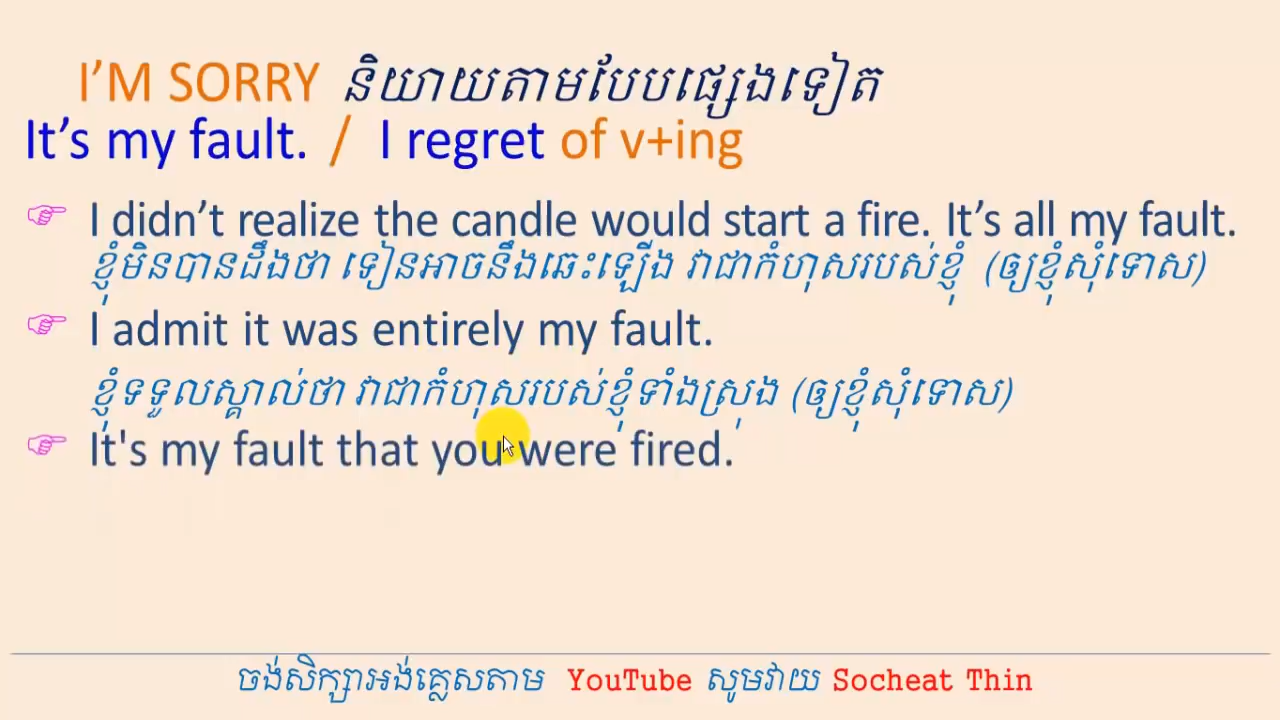 I'M SORRY និយាយតាមបែបផ្សេងទៀត
It's my fault. / I regret of v+ing
I didn't realize the candle would start a fire. It's all my fault.
ខ្ញុំមិនបានដឹងថា ទៀនអាចនឹងឆេះឡើង វាជាកំហុសរបស់ខ្ញុំ (ឲ្យខ្ញុំសុំទោស)
I admit it was entirely my fault.
ខ្ញុំទទួលស្គាល់ថា វាជាកំហុសរបស់ខ្ញុំទាំងស្រុង (ឲ្យខ្ញុំសុំទោស)
It's my fault that you were fired.
ចង់សិក្សាអង់គ្លេសតាម YouTube សូមវាយ Socheat Thin